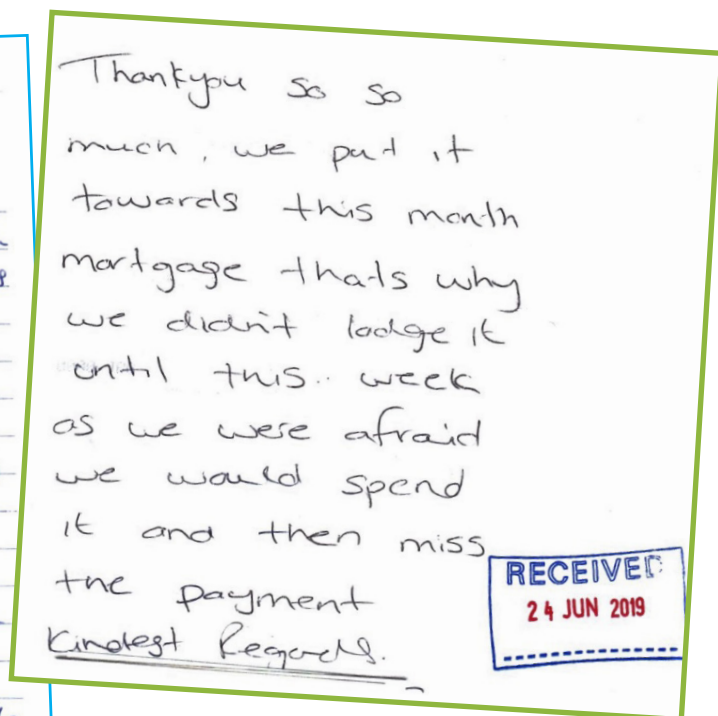 Thankyou so so
much, we put it
towards this month
mortgage thats why
we didn't lodge it
until this week
as we were afraid
we would spend
it and then miss
the payment
Kindest Regards.
RECEIVED
24 JUN 2019